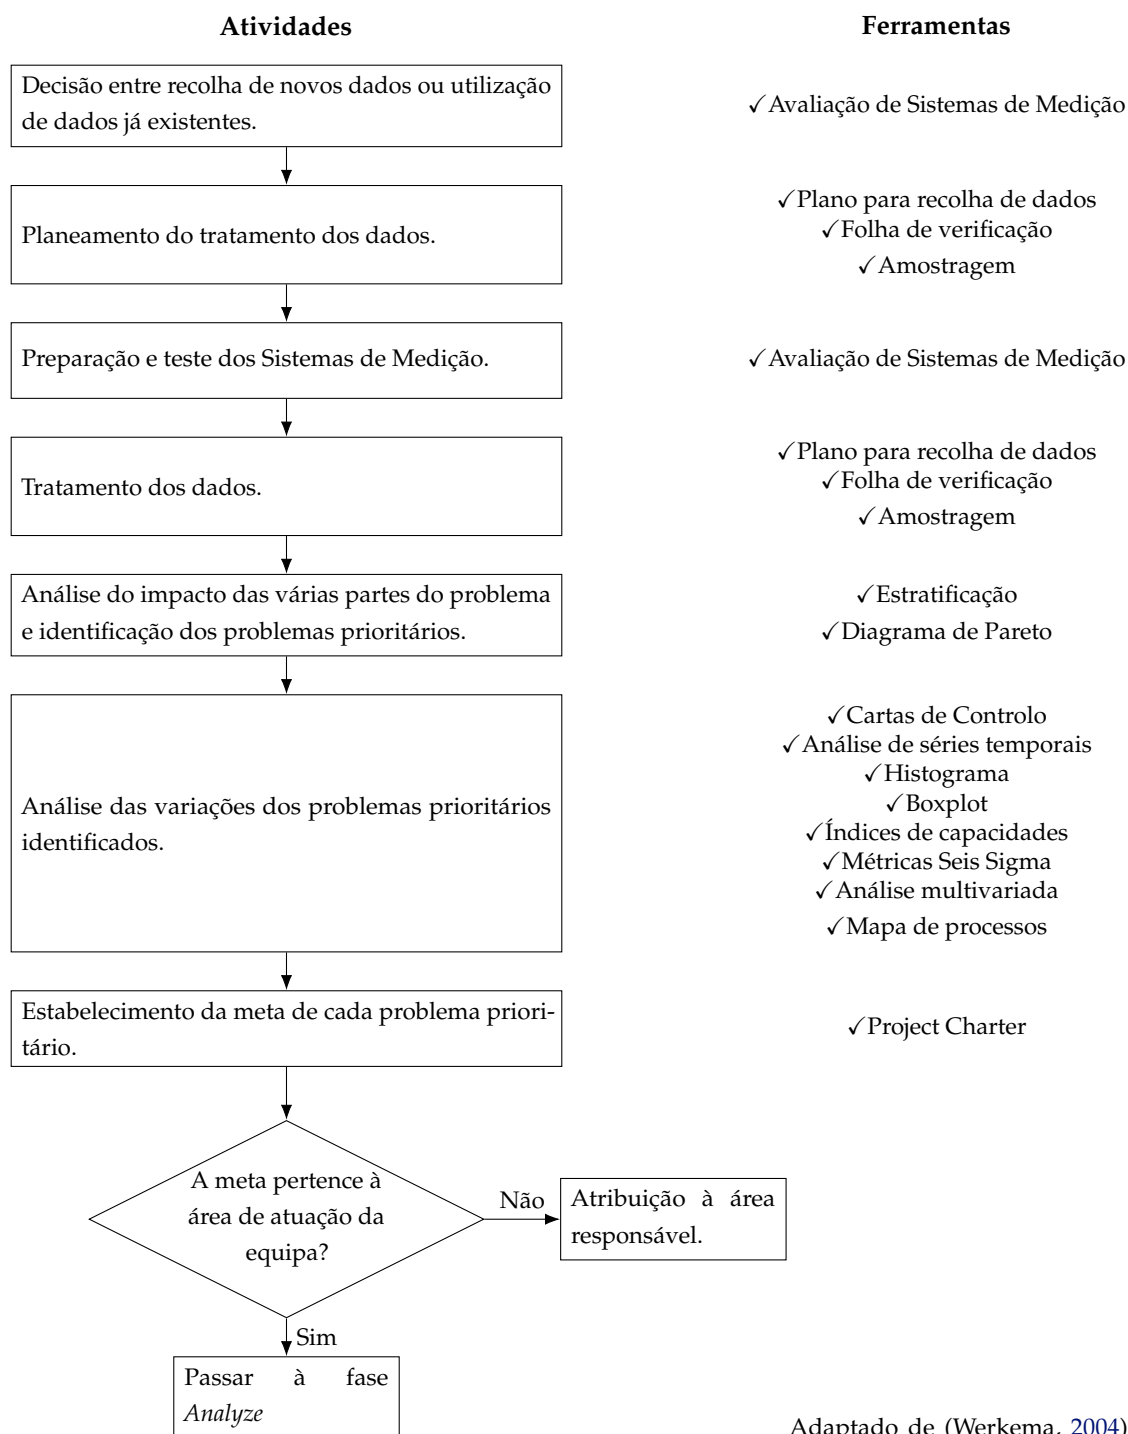 Atividades
Ferramentas
Decisão entre recolha de novos dados ou utilização
de dados já existentes.
✓Avaliação de Sistemas de Medição
Planeamento do tratamento dos dados.
✓Plano para recolha de dados
✓Folha de verificação
✓Amostragem
Preparação e teste dos Sistemas de Medição.
✓Avaliação de Sistemas de Medição
Tratamento dos dados.
✓Plano para recolha de dados
✓Folha de verificação
✓Amostragem
Análise do impacto das várias partes do problema
e identificação dos problemas prioritários.
✓Estratificação
✓Diagrama de Pareto
Análise das variações dos problemas prioritários
identificados.
✓Cartas de Controlo
✓Análise de séries temporais
✓Histograma
✓Boxplot
✓Índices de capacidades
✓Métricas Seis Sigma
✓Análise multivariada
✓Mapa de processos
Estabelecimento da meta de cada problema priori-
tário.
✓Project Charter
A meta pertence à
área de atuação da
equipa?
Não
Atribuição à área
responsável.
Sim
Passar à fase
Analyze
Adaptado de (Werkema, 2004)